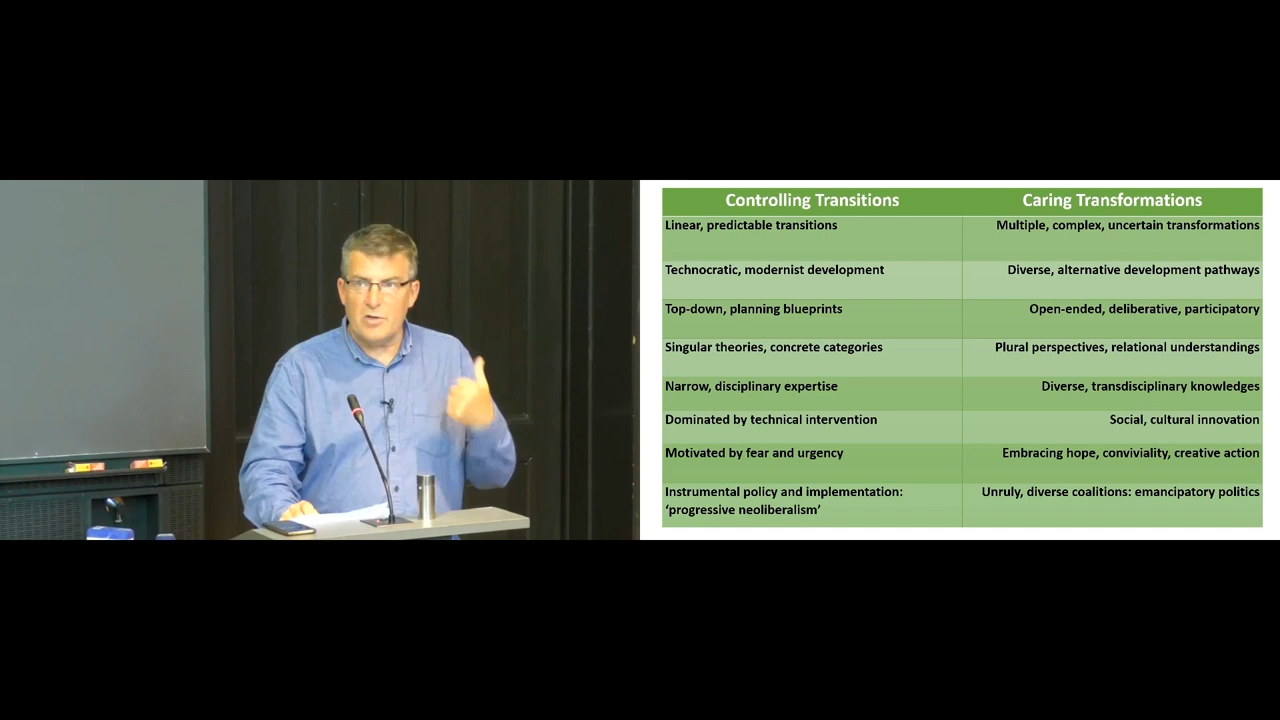 Controlling Transitions
Caring Transformations
Linear, predictable transitions
Multiple, complex, uncertain transformations
Technocratic, modernist development
Diverse, alternative development pathways
Top-down, planning blueprints
Open-ended, deliberative, participatory
Singular theories, concrete categories
Plural perspectives, relational understandings
Narrow, disciplinary expertise
Diverse, transdisciplinary knowledges
Dominated by technical intervention
Social, cultural innovation
Motivated by fear and urgency
Embracing hope, conviviality, creative action
Instrumental policy and implementation:
‘progressive neoliberalism’
Unruly, diverse coalitions: emancipatory politics